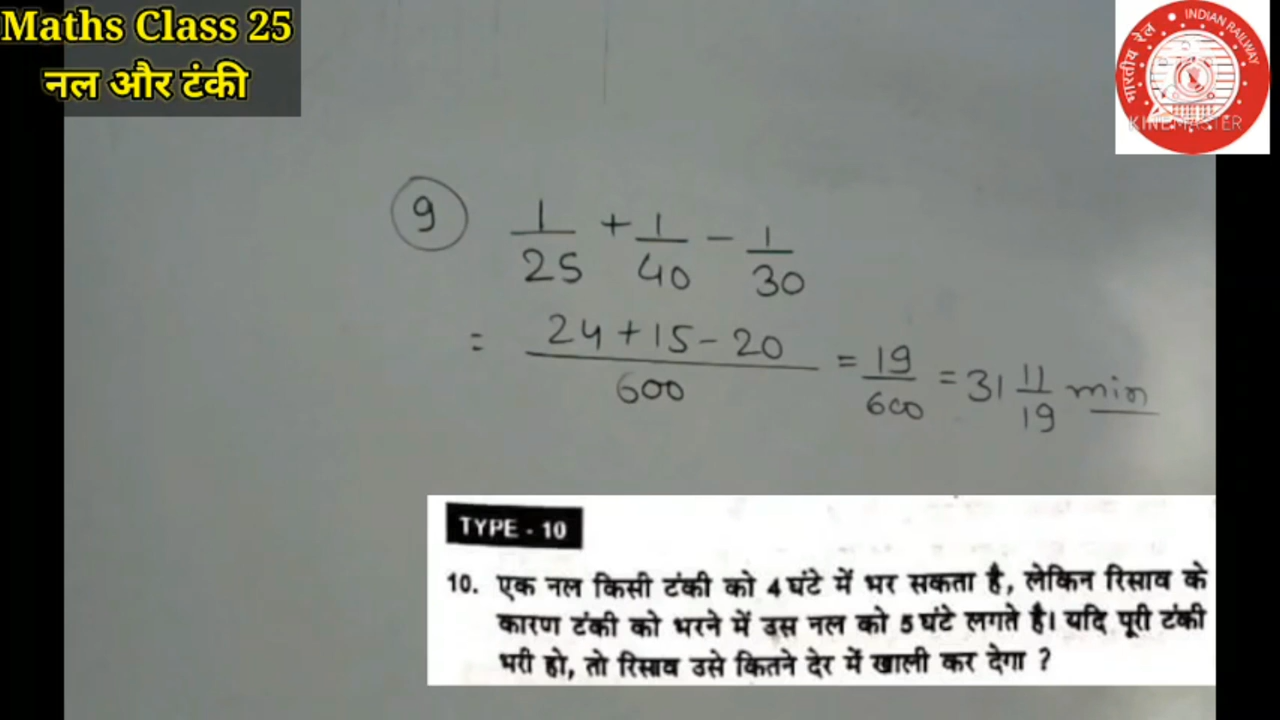 Maths Class 25
नल और टंकी
भारतीय रेल
INDIAN RAILWAY
KINEMASTER
9 1/25 + 1/40 - 1/30
= 24+15-20/600 = 19/600 = 31 11/19 min
TYPE - 10
10. एक नल किसी टंकी को 4 घंटे में भर सकता है, लेकिन रिसाव के
कारण टंकी को भरने में उस नल को 5 घंटे लगते है। यदि पूरी टंकी
भरी हो, तो रिसाव उसे कितने देर में खाली कर देगा ?